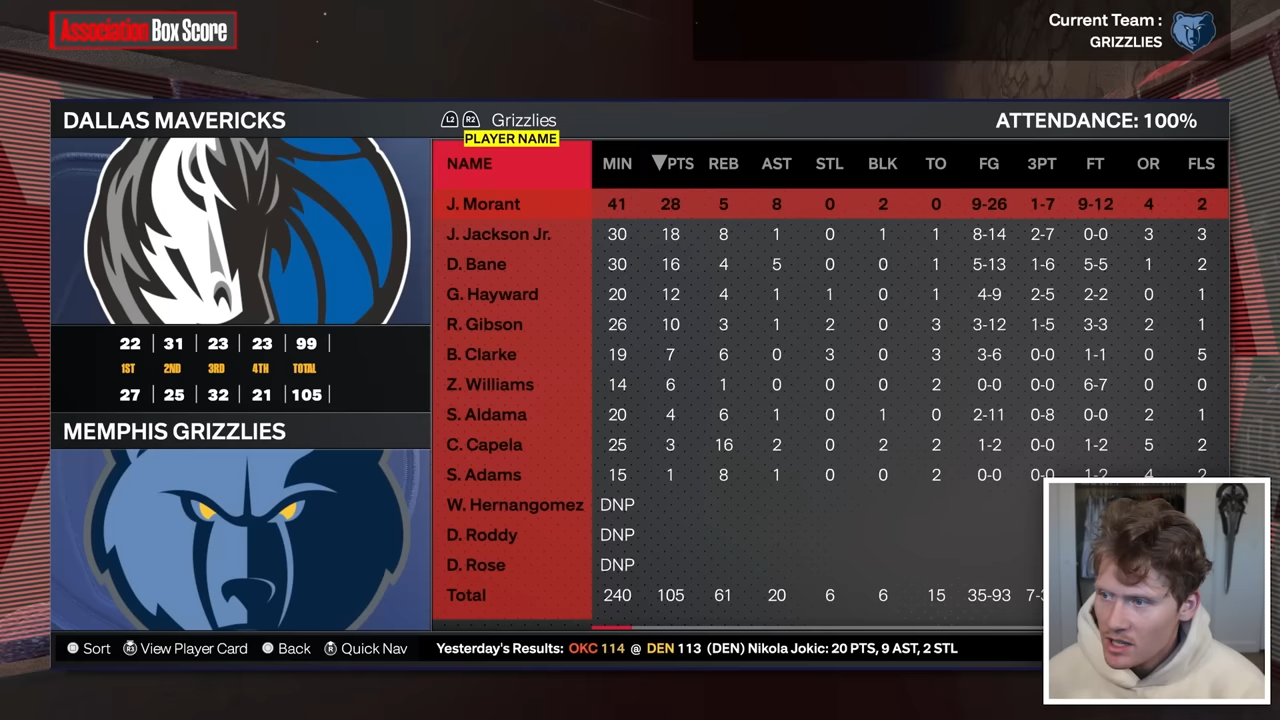 Association Box Score
Current Team :
GRIZZLIES
DALLAS MAVERICKS
L2 R2 Grizzlies
ATTENDANCE: 100%
PLAYER NAME
NAME MIN PTS REB AST STL BLK TO FG 3PT FT OR FLS
J. Morant 41 28 5 8 0 2 0 9-26 1-7 9-12 4 2
J. Jackson Jr. 30 18 8 1 0 1 1 8-14 2-7 0-0 3 3
D. Bane 30 16 4 5 0 0 1 5-13 1-6 5-5 1 2
G. Hayward 20 12 4 1 1 0 1 4-9 2-5 2-2 0 1
R. Gibson 26 10 3 1 2 0 3 3-12 1-5 3-3 2 1
B. Clarke 19 7 6 0 3 0 3 3-6 0-0 1-1 0 5
Z. Williams 14 6 1 0 0 0 2 0-0 0-0 6-7 0 0
S. Aldama 20 4 6 1 0 1 0 2-11 0-8 0-0 2 1
C. Capela 25 3 16 2 0 2 2 1-2 0-0 1-2 5 2
S. Adams 15 1 8 1 0 0 2 0-0 0-0 1-2 4 2
W. Hernangomez DNP
D. Roddy DNP
D. Rose DNP
Total 240 105 61 20 6 6 15 35-93
22 31 23 23 99
1ST 2ND 3RD 4TH TOTAL
27 25 32 21 105
MEMPHIS GRIZZLIES
Sort R3 View Player Card Back R Quick Nav
Yesterday's Results: OKC 114 @ DEN 113 (DEN) Nikola Jokic: 20 PTS, 9 AST, 2 STL